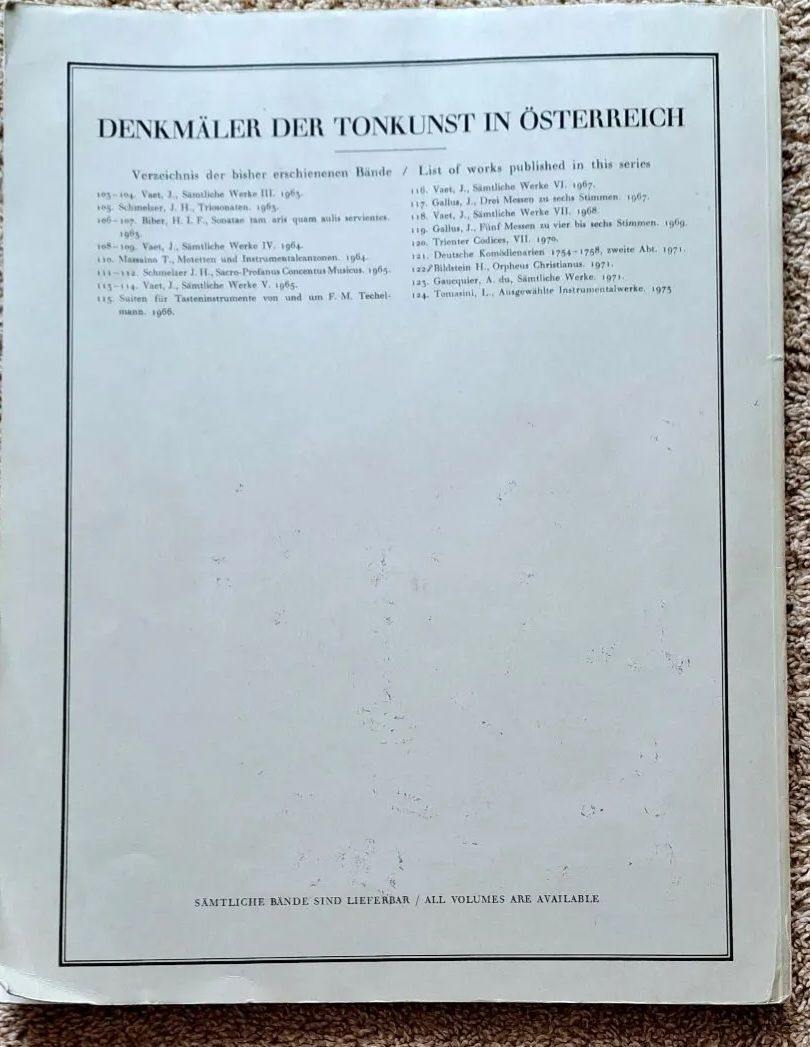 DENKMÄLER DER TONKUNST IN ÖSTERREICH
Verzeichnis der bisher erschienenen Bände / List of works published in this series
103–104. Vaet, J., Sämtliche Werke III. 1963.
105. Schmelzer, J. H., Triosonaten. 1963.
106–107. Biber, H. I. F., Sonatae tam aris quam aulis servientes.
1963.
108–109. Vaet, J., Sämtliche Werke IV. 1964.
110. Massaino T., Motetten und Instrumentalcanzonen. 1964.
111–112. Schmelzer J. H., Sacro-Profanus Concentus Musicus. 1965.
113–114. Vaet, J., Sämtliche Werke V. 1965.
115. Suiten für Tasteninstrumente von und um F. M. Techel-
mann. 1966.
116. Vaet, J., Sämtliche Werke VI. 1967.
117. Gallus, J., Drei Messen zu sechs Stimmen. 1967.
118. Vaet, J., Sämtliche Werke VII. 1968.
119. Gallus, J., Fünf Messen zu vier bis sechs Stimmen. 1969.
120. Trienter Codices, VII. 1970.
121. Deutsche Komödienarien 1754–1758, zweite Abt. 1971.
122. Bildstein H., Orpheus Christianus. 1971.
123. Gaucquier, A. du, Sämtliche Werke. 1971.
124. Tomasini, L., Ausgewählte Instrumentalwerke. 1973
SÄMTLICHE BÄNDE SIND LIEFERBAR / ALL VOLUMES ARE AVAILABLE